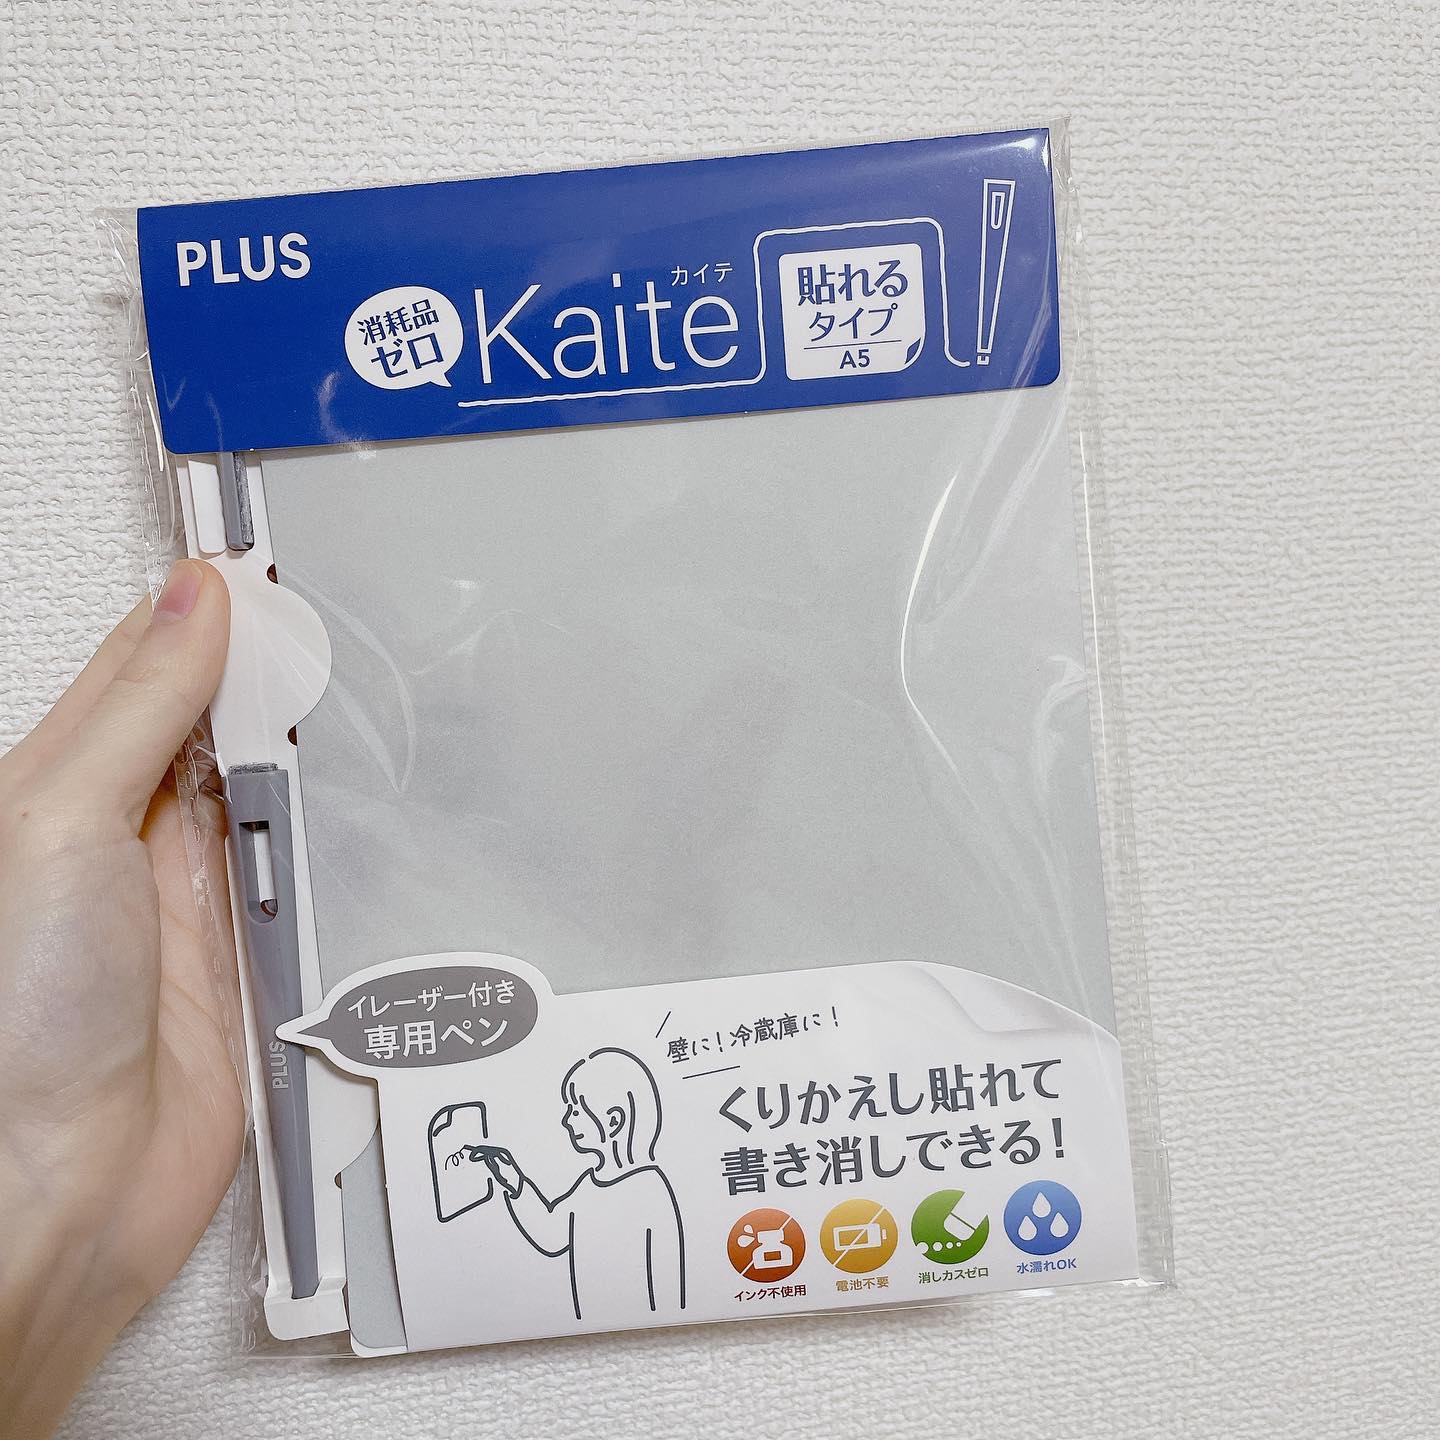 PLUS
消耗品
ゼロ
カイテ
Kaite
貼れる
タイプ
A5
PLUS
イレーザー付き
専用ペン
壁に!冷蔵庫に!
くりかえし貼れて
書き消しできる!
インク不使用
電池不要
消しカスゼロ
水濡れOK